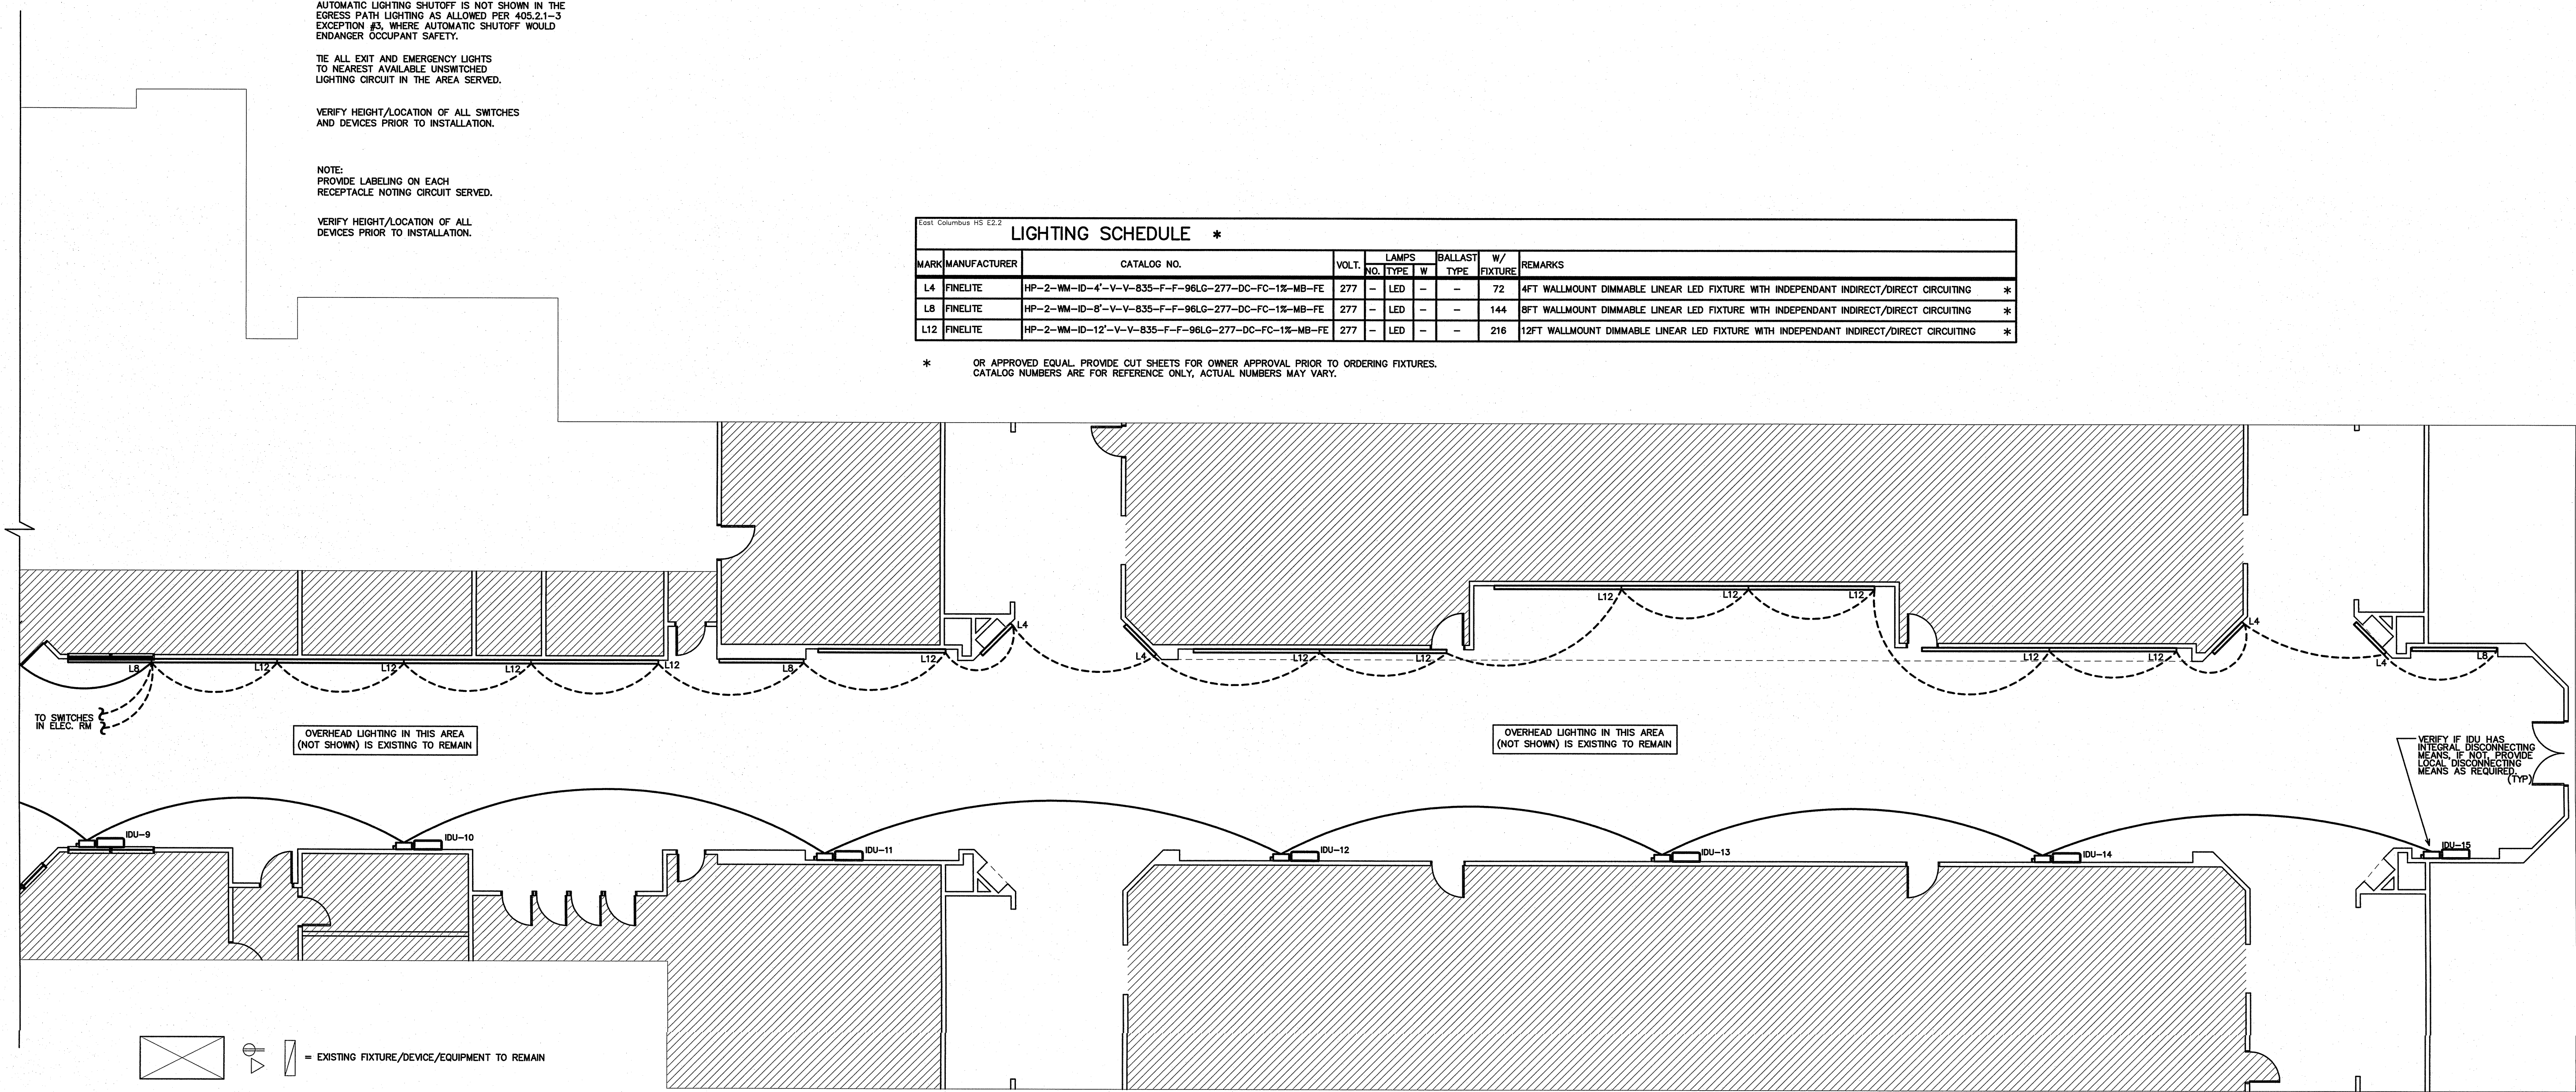 AUTOMATIC LIGHTING SHUTOFF IS NOT SHOWN IN THE
EGRESS PATH LIGHTING AS ALLOWED PER 405.2.1-3
EXCEPTION #3, WHERE AUTOMATIC SHUTOFF WOULD
ENDANGER OCCUPANT SAFETY.
TIE ALL EXIT AND EMERGENCY LIGHTS
TO NEAREST AVAILABLE UNSWITCHED
LIGHTING CIRCUIT IN THE AREA SERVED.
VERIFY HEIGHT/LOCATION OF ALL SWITCHES
AND DEVICES PRIOR TO INSTALLATION.
NOTE:
PROVIDE LABELING ON EACH
RECEPTACLE NOTING CIRCUIT SERVED.
VERIFY HEIGHT/LOCATION OF ALL
DEVICES PRIOR TO INSTALLATION.
East Columbus HS E2.2
LIGHTING SCHEDULE *
MARK MANUFACTURER CATALOG NO. VOLT. LAMPS BALLAST W/ REMARKS
NO. TYPE W TYPE FIXTURE
L4 FINELITE HP-2-WM-ID-4'-V-V-835-F-F-96LG-277-DC-FC-1%-MB-FE 277 - LED - - 72 4FT WALLMOUNT DIMMABLE LINEAR LED FIXTURE WITH INDEPENDANT INDIRECT/DIRECT CIRCUITING *
L8 FINELITE HP-2-WM-ID-8'-V-V-835-F-F-96LG-277-DC-FC-1%-MB-FE 277 - LED - - 144 8FT WALLMOUNT DIMMABLE LINEAR LED FIXTURE WITH INDEPENDANT INDIRECT/DIRECT CIRCUITING *
L12 FINELITE HP-2-WM-ID-12'-V-V-835-F-F-96LG-277-DC-FC-1%-MB-FE 277 - LED - - 216 12FT WALLMOUNT DIMMABLE LINEAR LED FIXTURE WITH INDEPENDANT INDIRECT/DIRECT CIRCUITING *
* OR APPROVED EQUAL. PROVIDE CUT SHEETS FOR OWNER APPROVAL PRIOR TO ORDERING FIXTURES.
CATALOG NUMBERS ARE FOR REFERENCE ONLY, ACTUAL NUMBERS MAY VARY.
L12 L12 L12
L4 L4
L8 L12 L12 L12 L12 L8 L12 L4 L12 L12 L12 L12 L4 L8
TO SWITCHES
IN ELEC. RM
OVERHEAD LIGHTING IN THIS AREA
(NOT SHOWN) IS EXISTING TO REMAIN
OVERHEAD LIGHTING IN THIS AREA
(NOT SHOWN) IS EXISTING TO REMAIN
VERIFY IF IDU HAS
INTEGRAL DISCONNECTING
MEANS, IF NOT, PROVIDE
LOCAL DISCONNECTING
MEANS AS REQUIRED.
(TYP)
IDU-9
IDU-10
IDU-11
IDU-12
IDU-13
IDU-14
IDU-15
= EXISTING FIXTURE/DEVICE/EQUIPMENT TO REMAIN